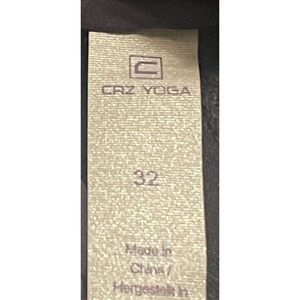 CRZ YOGA
32
Made in
China /
Hergestellt in